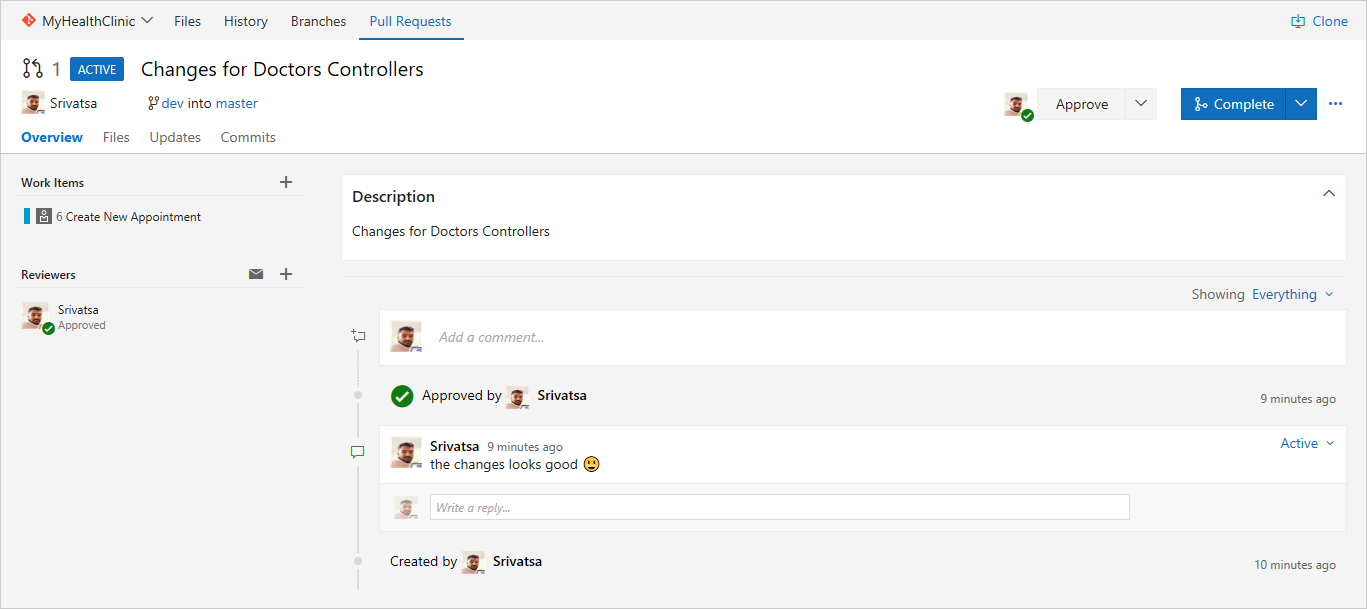 MyHealthClinic Files History Branches Pull Requests Clone
1 ACTIVE Changes for Doctors Controllers
Srivatsa dev into master Approve Complete
Overview Files Updates Commits
Work Items
6 Create New Appointment
Reviewers
Srivatsa
Approved
Description
Changes for Doctors Controllers
Showing Everything
Add a comment...
Approved by Srivatsa 9 minutes ago
Srivatsa 9 minutes ago Active
the changes looks good 😃
Write a reply...
Created by Srivatsa 10 minutes ago